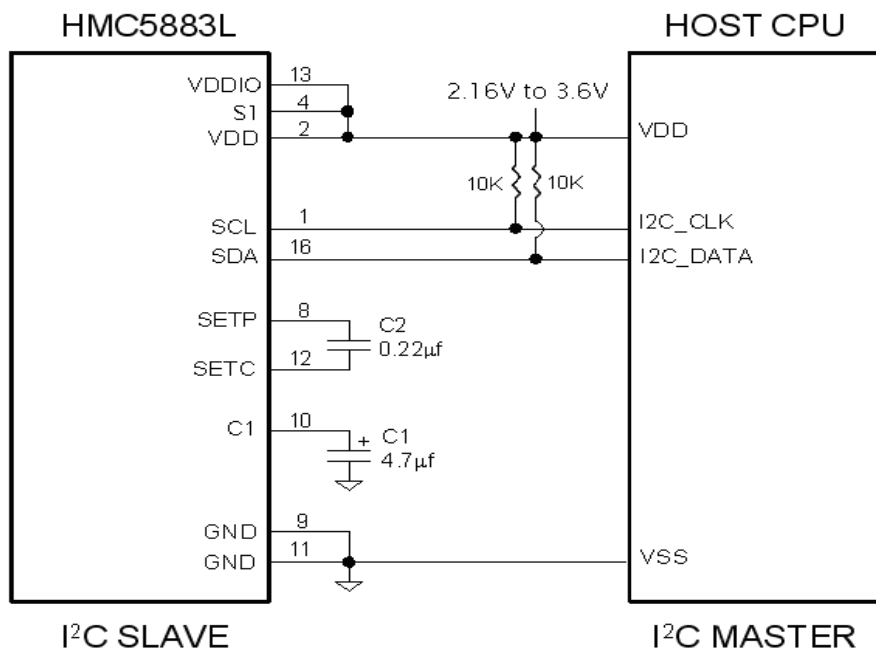 HMC5883L
HOST CPU
VDDIO 13
S1 4
VDD 2
2.16V to 3.6V
VDD
10K 10K
SCL 1
I2C_CLK
SDA 16
I2C_DATA
SETP 8
C2
0.22µf
SETC 12
C1 10
+ C1
4.7µf
GND 9
GND 11
VSS
I²C SLAVE
I²C MASTER